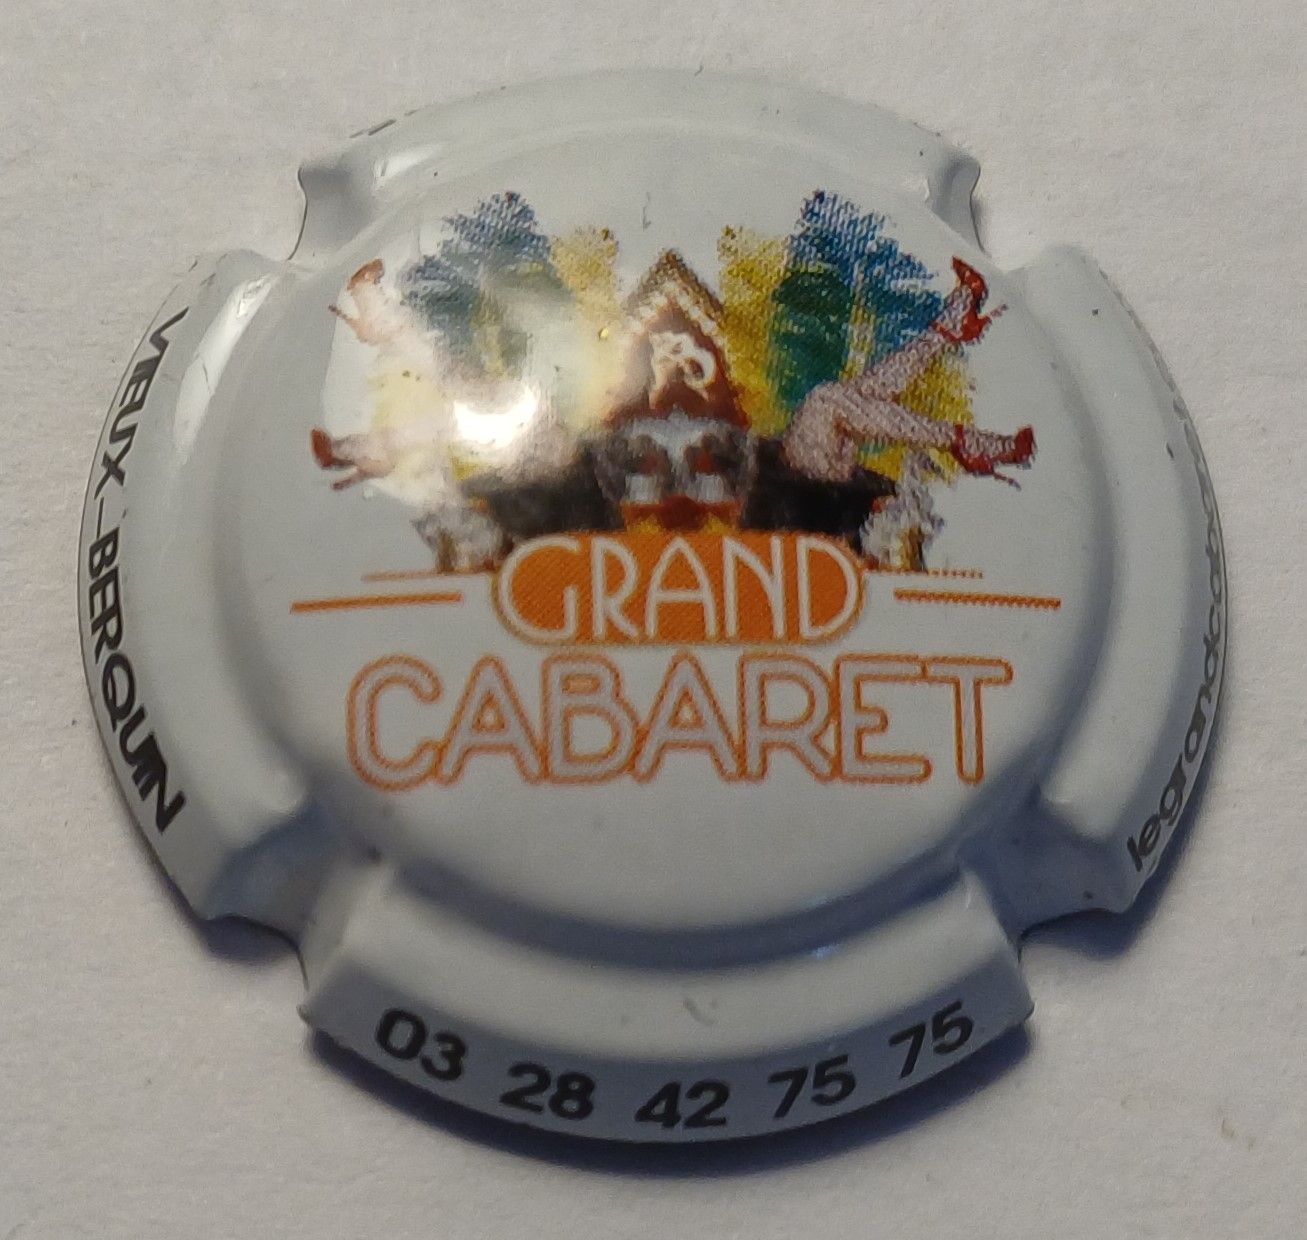 GRAND
CABARET
VIEUX-BERQUIN
03 28 42 75 75